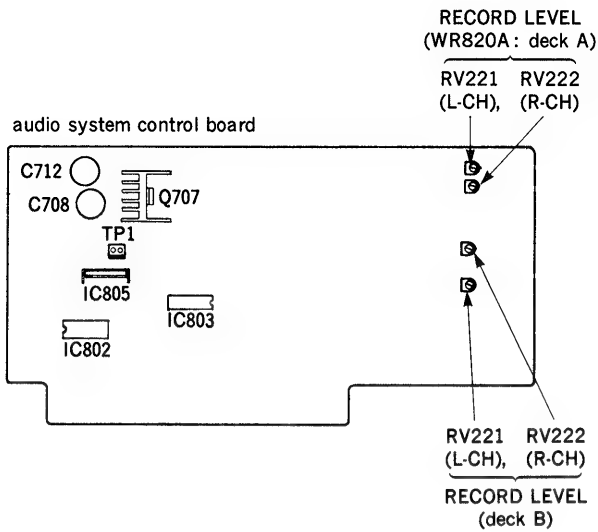 RECORD LEVEL
(WR820A: deck A)
RV221 RV222
(L-CH), (R-CH)
audio system control board
C712
C708
Q707
TP1
IC805
IC803
IC802
RV221 RV222
(L-CH), (R-CH)
RECORD LEVEL
(deck B)